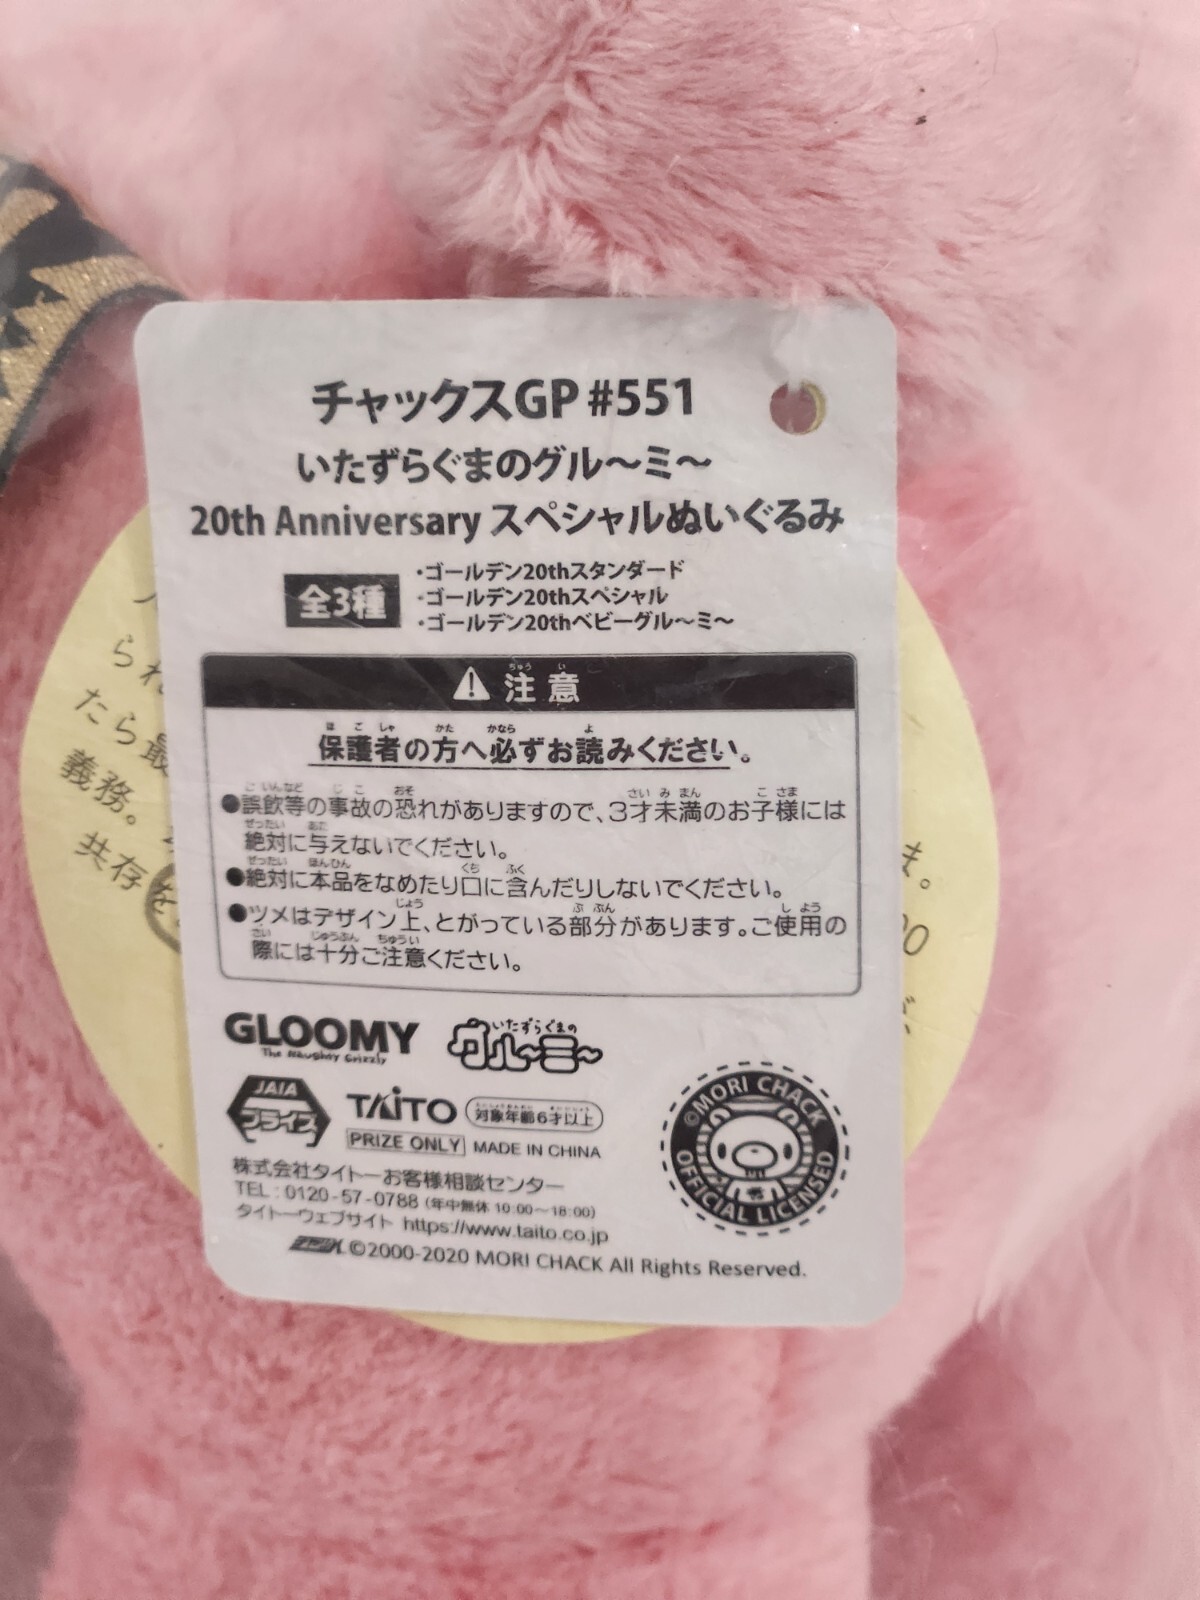 チャックスGP #551
いたずらぐまのグル〜ミ〜
20th Anniversary スペシャルぬいぐるみ
全3種
・ゴールデン20thスタンダード
・ゴールデン20thスペシャル
・ゴールデン20thベビーグル〜ミ〜
注意
保護者の方へ必ずお読みください。
●誤飲等の事故の恐れがありますので、3才未満のお子様には
絶対に与えないでください。
●絶対に本品をなめたり口に含んだりしないでください。
●ツメはデザイン上、とがっている部分があります。ご使用の
際には十分ご注意ください。
GLOOMY
The Naughty Grizzly
いたずらぐまの
グル〜ミ〜
JAIA
プライズ
TAITO
対象年齢6才以上
PRIZE ONLY MADE IN CHINA
株式会社タイトーお客様相談センター
TEL : 0120-57-0788 (年中無休 10:00〜18:00)
タイトーウェブサイト https://www.taito.co.jp
©2000-2020 MORI CHACK All Rights Reserved.
©MORI CHACK
OFFICIAL LICENSED
られ
たら最
義務。
共存を
ま。
00